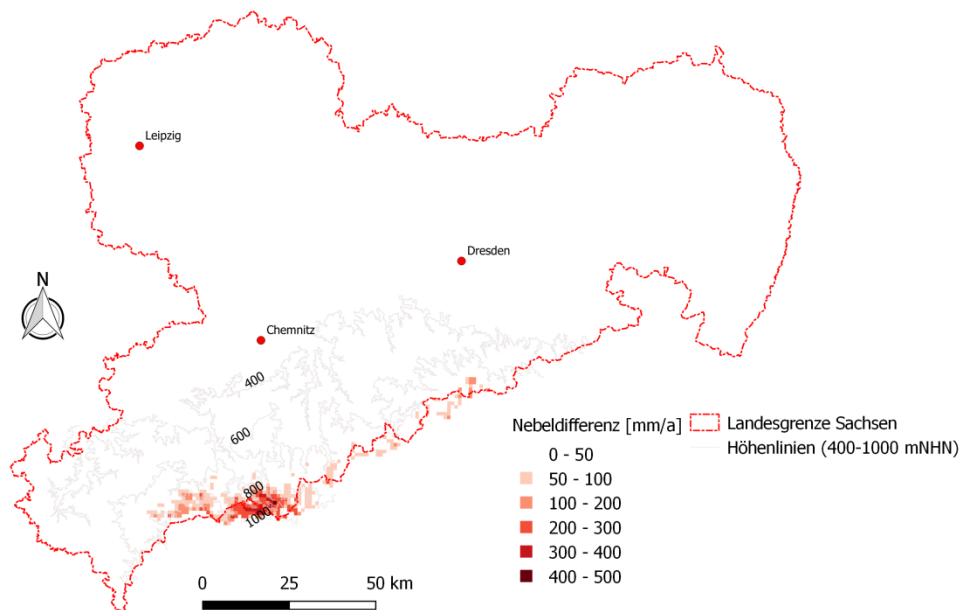 Leipzig
Dresden
N
Chemnitz
400
600
800
1000
Nebeldifferenz [mm/a]
0 - 50
50 - 100
100 - 200
200 - 300
300 - 400
400 - 500
Landesgrenze Sachsen
Höhenlinien (400-1000 mNHN)
0 25 50 km